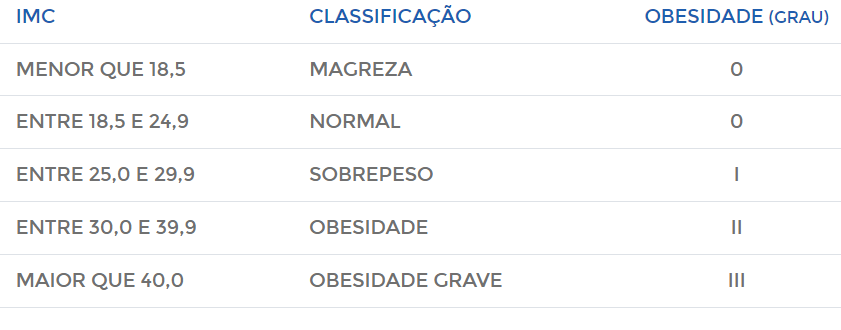 IMC CLASSIFICAÇÃO OBESIDADE (GRAU)
MENOR QUE 18,5 MAGREZA 0
ENTRE 18,5 E 24,9 NORMAL 0
ENTRE 25,0 E 29,9 SOBREPESO I
ENTRE 30,0 E 39,9 OBESIDADE II
MAIOR QUE 40,0 OBESIDADE GRAVE III